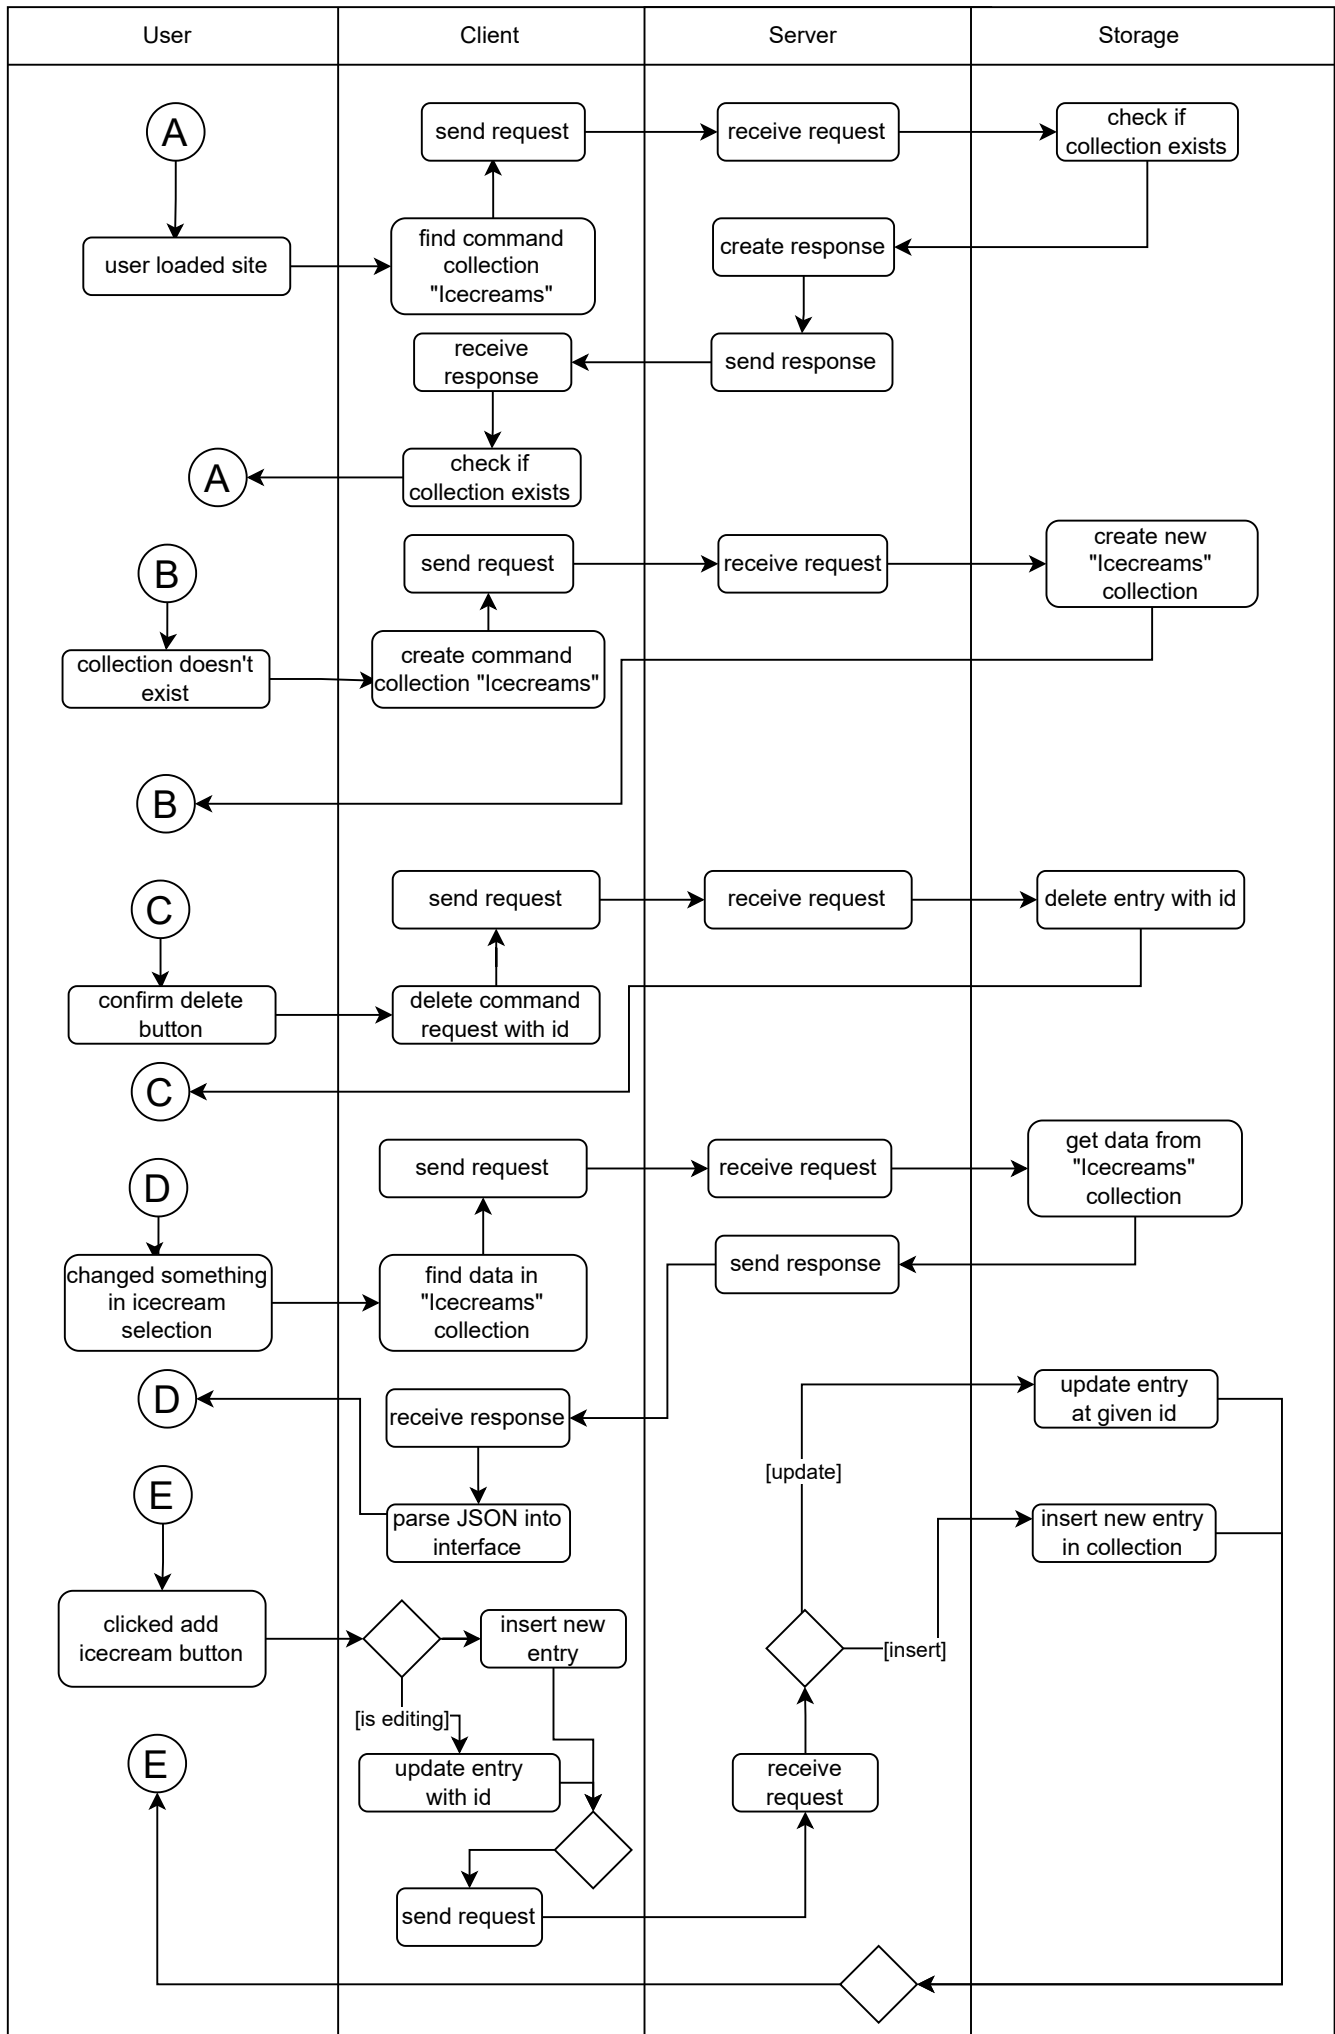 User
Client
Server
Storage
A
send request
receive request
check if
collection exists
user loaded site
find command
collection
"Icecreams"
create response
receive
response
send response
A
check if
collection exists
B
send request
receive request
create new
"Icecreams"
collection
collection doesn't
exist
create command
collection "Icecreams"
B
C
send request
receive request
delete entry with id
confirm delete
button
delete command
request with id
C
D
send request
receive request
get data from
"Icecreams"
collection
changed something
in icecream
selection
find data in
"Icecreams"
collection
send response
D
receive response
update entry
at given id
[update]
E
parse JSON into
interface
insert new entry
in collection
clicked add
icecream button
insert new
entry
[insert]
[is editing]
E
update entry
with id
receive
request
send request